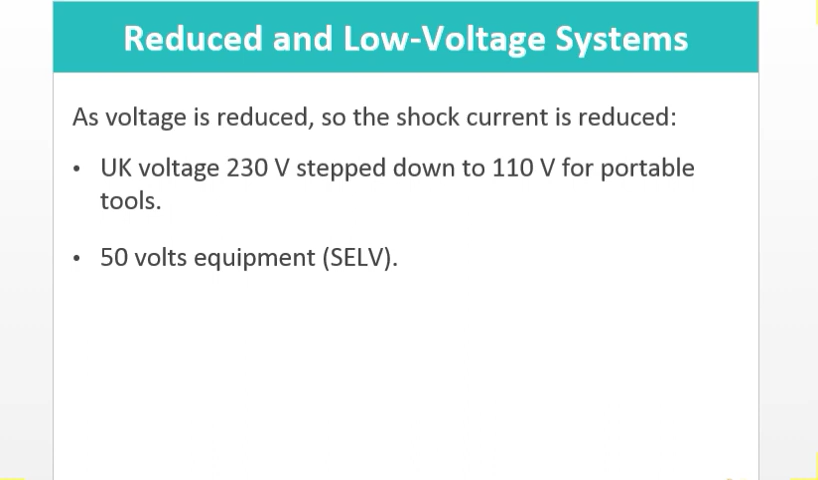 Reduced and Low-Voltage Systems
As voltage is reduced, so the shock current is reduced:
• UK voltage 230 V stepped down to 110 V for portable
tools.
• 50 volts equipment (SELV).